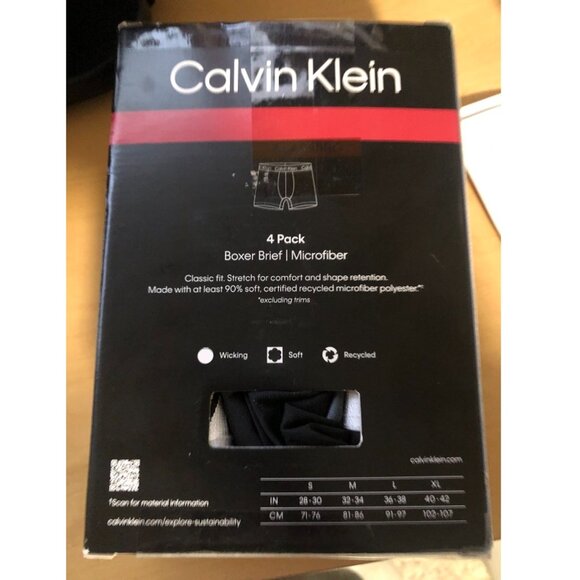 Calvin Klein
Calvin Klein
4 Pack
Boxer Brief | Microfiber
Classic fit. Stretch for comfort and shape retention.
Made with at least 90% soft, certified recycled microfiber polyester.*†
*excluding trims
Wicking Soft Recycled
calvinklein.com
†Scan for material information
calvinklein.com/explore-sustainability
S M L XL
IN 28-30 32-34 36-38 40-42
CM 71-76 81-86 91-97 102-107